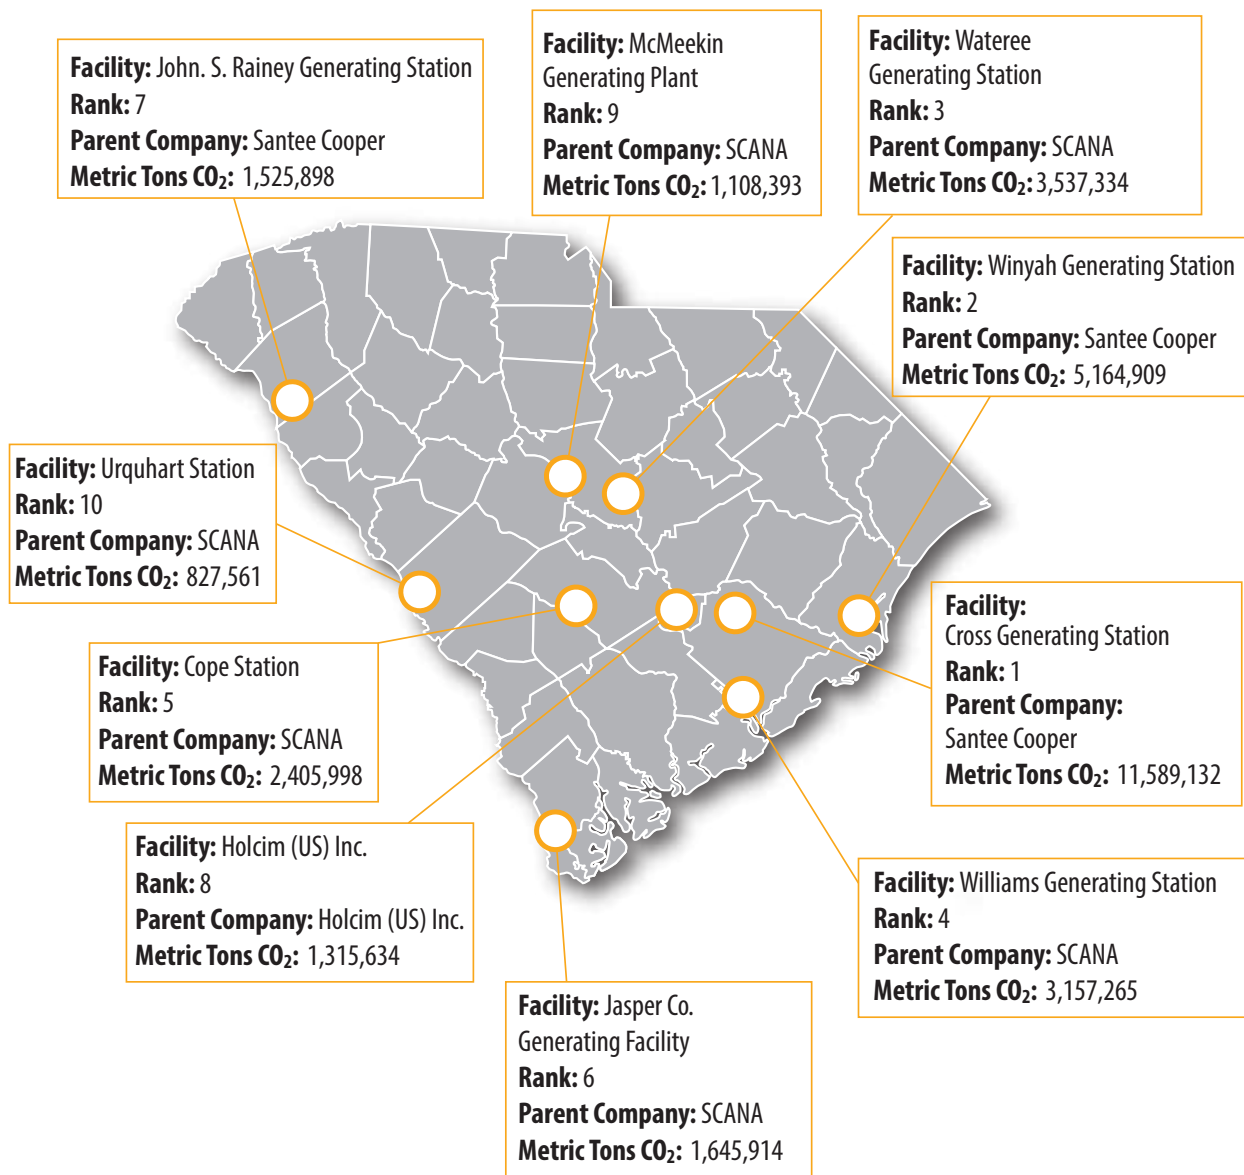 Facility: John. S. Rainey Generating Station
Rank: 7
Parent Company: Santee Cooper
Metric Tons CO₂: 1,525,898
Facility: McMeekin
Generating Plant
Rank: 9
Parent Company: SCANA
Metric Tons CO₂: 1,108,393
Facility: Wateree
Generating Station
Rank: 3
Parent Company: SCANA
Metric Tons CO₂: 3,537,334
Facility: Winyah Generating Station
Rank: 2
Parent Company: Santee Cooper
Metric Tons CO₂: 5,164,909
Facility: Urquhart Station
Rank: 10
Parent Company: SCANA
Metric Tons CO₂: 827,561
Facility:
Cross Generating Station
Rank: 1
Parent Company:
Santee Cooper
Metric Tons CO₂: 11,589,132
Facility: Cope Station
Rank: 5
Parent Company: SCANA
Metric Tons CO₂: 2,405,998
Facility: Holcim (US) Inc.
Rank: 8
Parent Company: Holcim (US) Inc.
Metric Tons CO₂: 1,315,634
Facility: Williams Generating Station
Rank: 4
Parent Company: SCANA
Metric Tons CO₂: 3,157,265
Facility: Jasper Co.
Generating Facility
Rank: 6
Parent Company: SCANA
Metric Tons CO₂: 1,645,914